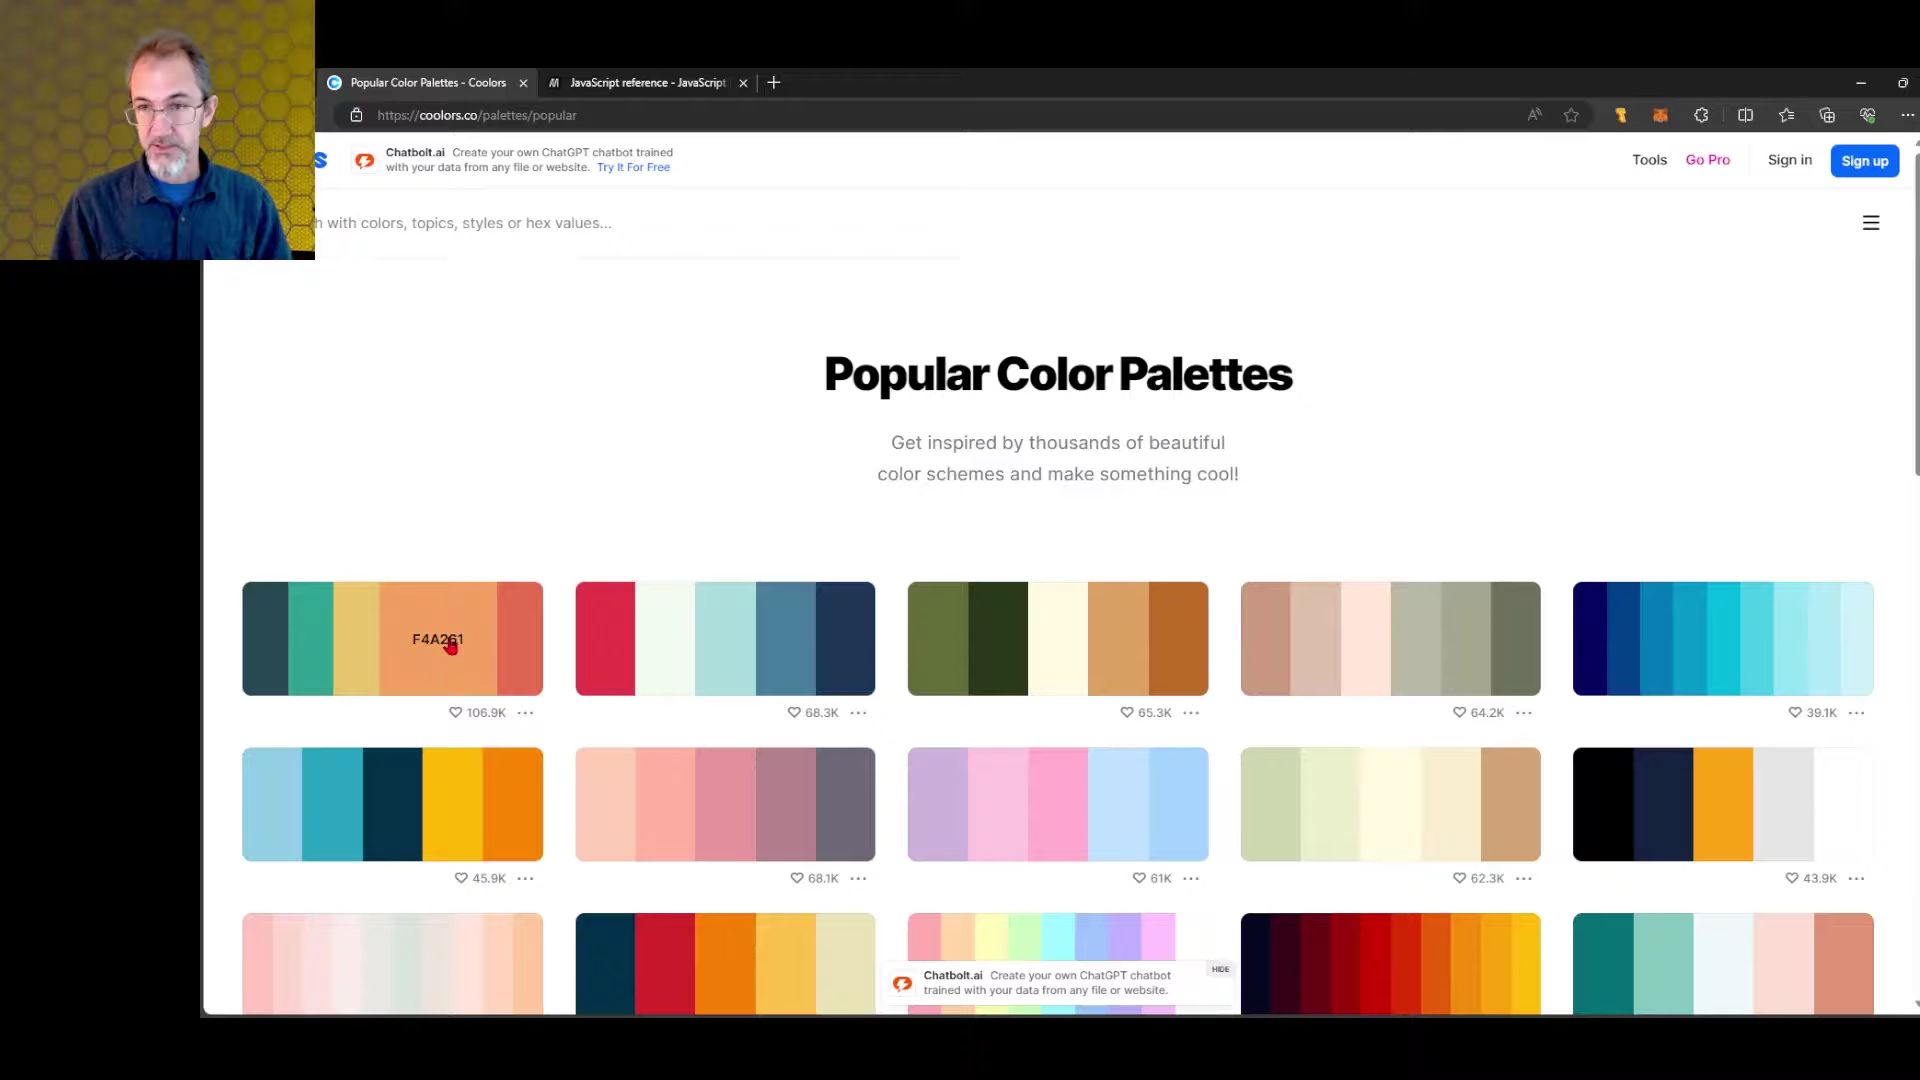 Popular Color Palettes - Coolors
JavaScript reference - JavaScript
https://coolors.co/palettes/popular
s
Chatbolt.ai Create your own ChatGPT chatbot trained
with your data from any file or website. Try It For Free
Tools
Go Pro
Sign in
Sign up
h with colors, topics, styles or hex values...
Popular Color Palettes
Get inspired by thousands of beautiful
color schemes and make something cool!
F4A261
106.9K
68.3K
65.3K
64.2K
39.1K
45.9K
68.1K
61K
62.3K
43.9K
Chatbolt.ai Create your own ChatGPT chatbot
trained with your data from any file or website.
HIDE